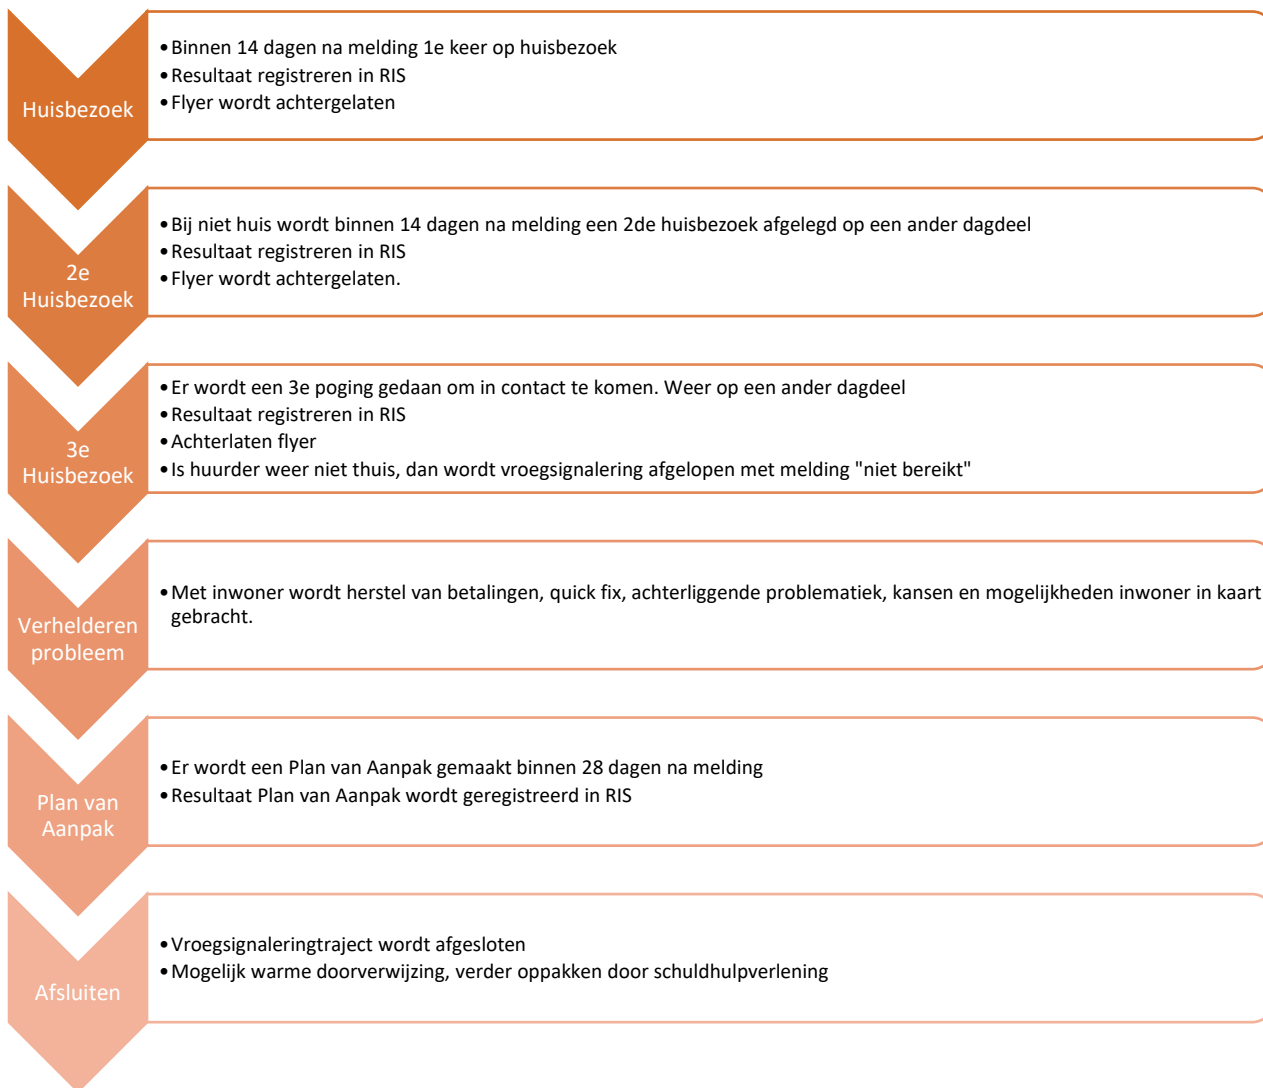 Huisbezoek
•Binnen 14 dagen na melding 1e keer op huisbezoek
•Resultaat registreren in RIS
•Flyer wordt achtergelaten
2e
Huisbezoek
•Bij niet huis wordt binnen 14 dagen na melding een 2de huisbezoek afgelegd op een ander dagdeel
•Resultaat registreren in RIS
•Flyer wordt achtergelaten.
3e
Huisbezoek
•Er wordt een 3e poging gedaan om in contact te komen. Weer op een ander dagdeel
•Resultaat registreren in RIS
•Achterlaten flyer
•Is huurder weer niet thuis, dan wordt vroegsignalering afgelopen met melding "niet bereikt"
Verhelderen
probleem
•Met inwoner wordt herstel van betalingen, quick fix, achterliggende problematiek, kansen en mogelijkheden inwoner in kaart
gebracht.
Plan van
Aanpak
•Er wordt een Plan van Aanpak gemaakt binnen 28 dagen na melding
•Resultaat Plan van Aanpak wordt geregistreerd in RIS
Afsluiten
•Vroegsignaleringtraject wordt afgesloten
•Mogelijk warme doorverwijzing, verder oppakken door schuldhulpverlening